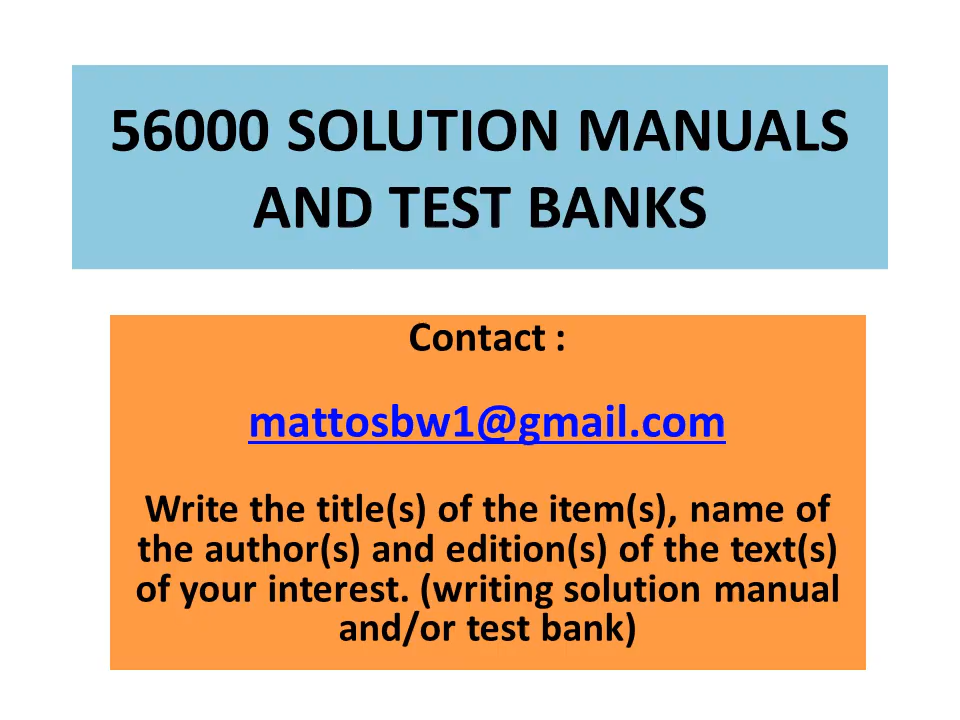 56000 SOLUTION MANUALS
AND TEST BANKS
Contact :
mattosbw1@gmail.com
Write the title(s) of the item(s), name of
the author(s) and edition(s) of the text(s)
of your interest. (writing solution manual
and/or test bank)